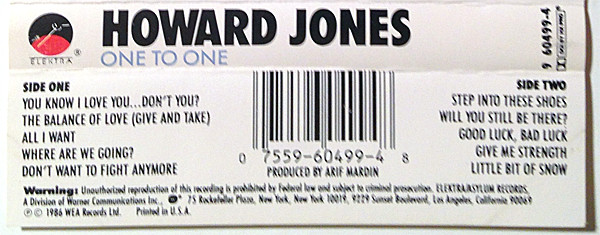 HOWARD JONES
ONE TO ONE
ELEKTRA ®
9 60499-4
DOLBY HX PRO
SIDE ONE
YOU KNOW I LOVE YOU...DON'T YOU?
THE BALANCE OF LOVE (GIVE AND TAKE)
ALL I WANT
WHERE ARE WE GOING?
DON'T WANT TO FIGHT ANYMORE
0 7559-60499-4 8
PRODUCED BY ARIF MARDIN
SIDE TWO
STEP INTO THESE SHOES
WILL YOU STILL BE THERE?
GOOD LUCK, BAD LUCK
GIVE ME STRENGTH
LITTLE BIT OF SNOW
Warning: Unauthorized reproduction of this recording is prohibited by Federal law and subject to criminal prosecution. ELEKTRA/ASYLUM RECORDS,
A Division of Warner Communications Inc., ® 75 Rockefeller Plaza, New York, New York 10019, 9229 Sunset Boulevard, Los Angeles, California 90069
℗ © 1986 WEA Records Ltd. Printed in U.S.A.